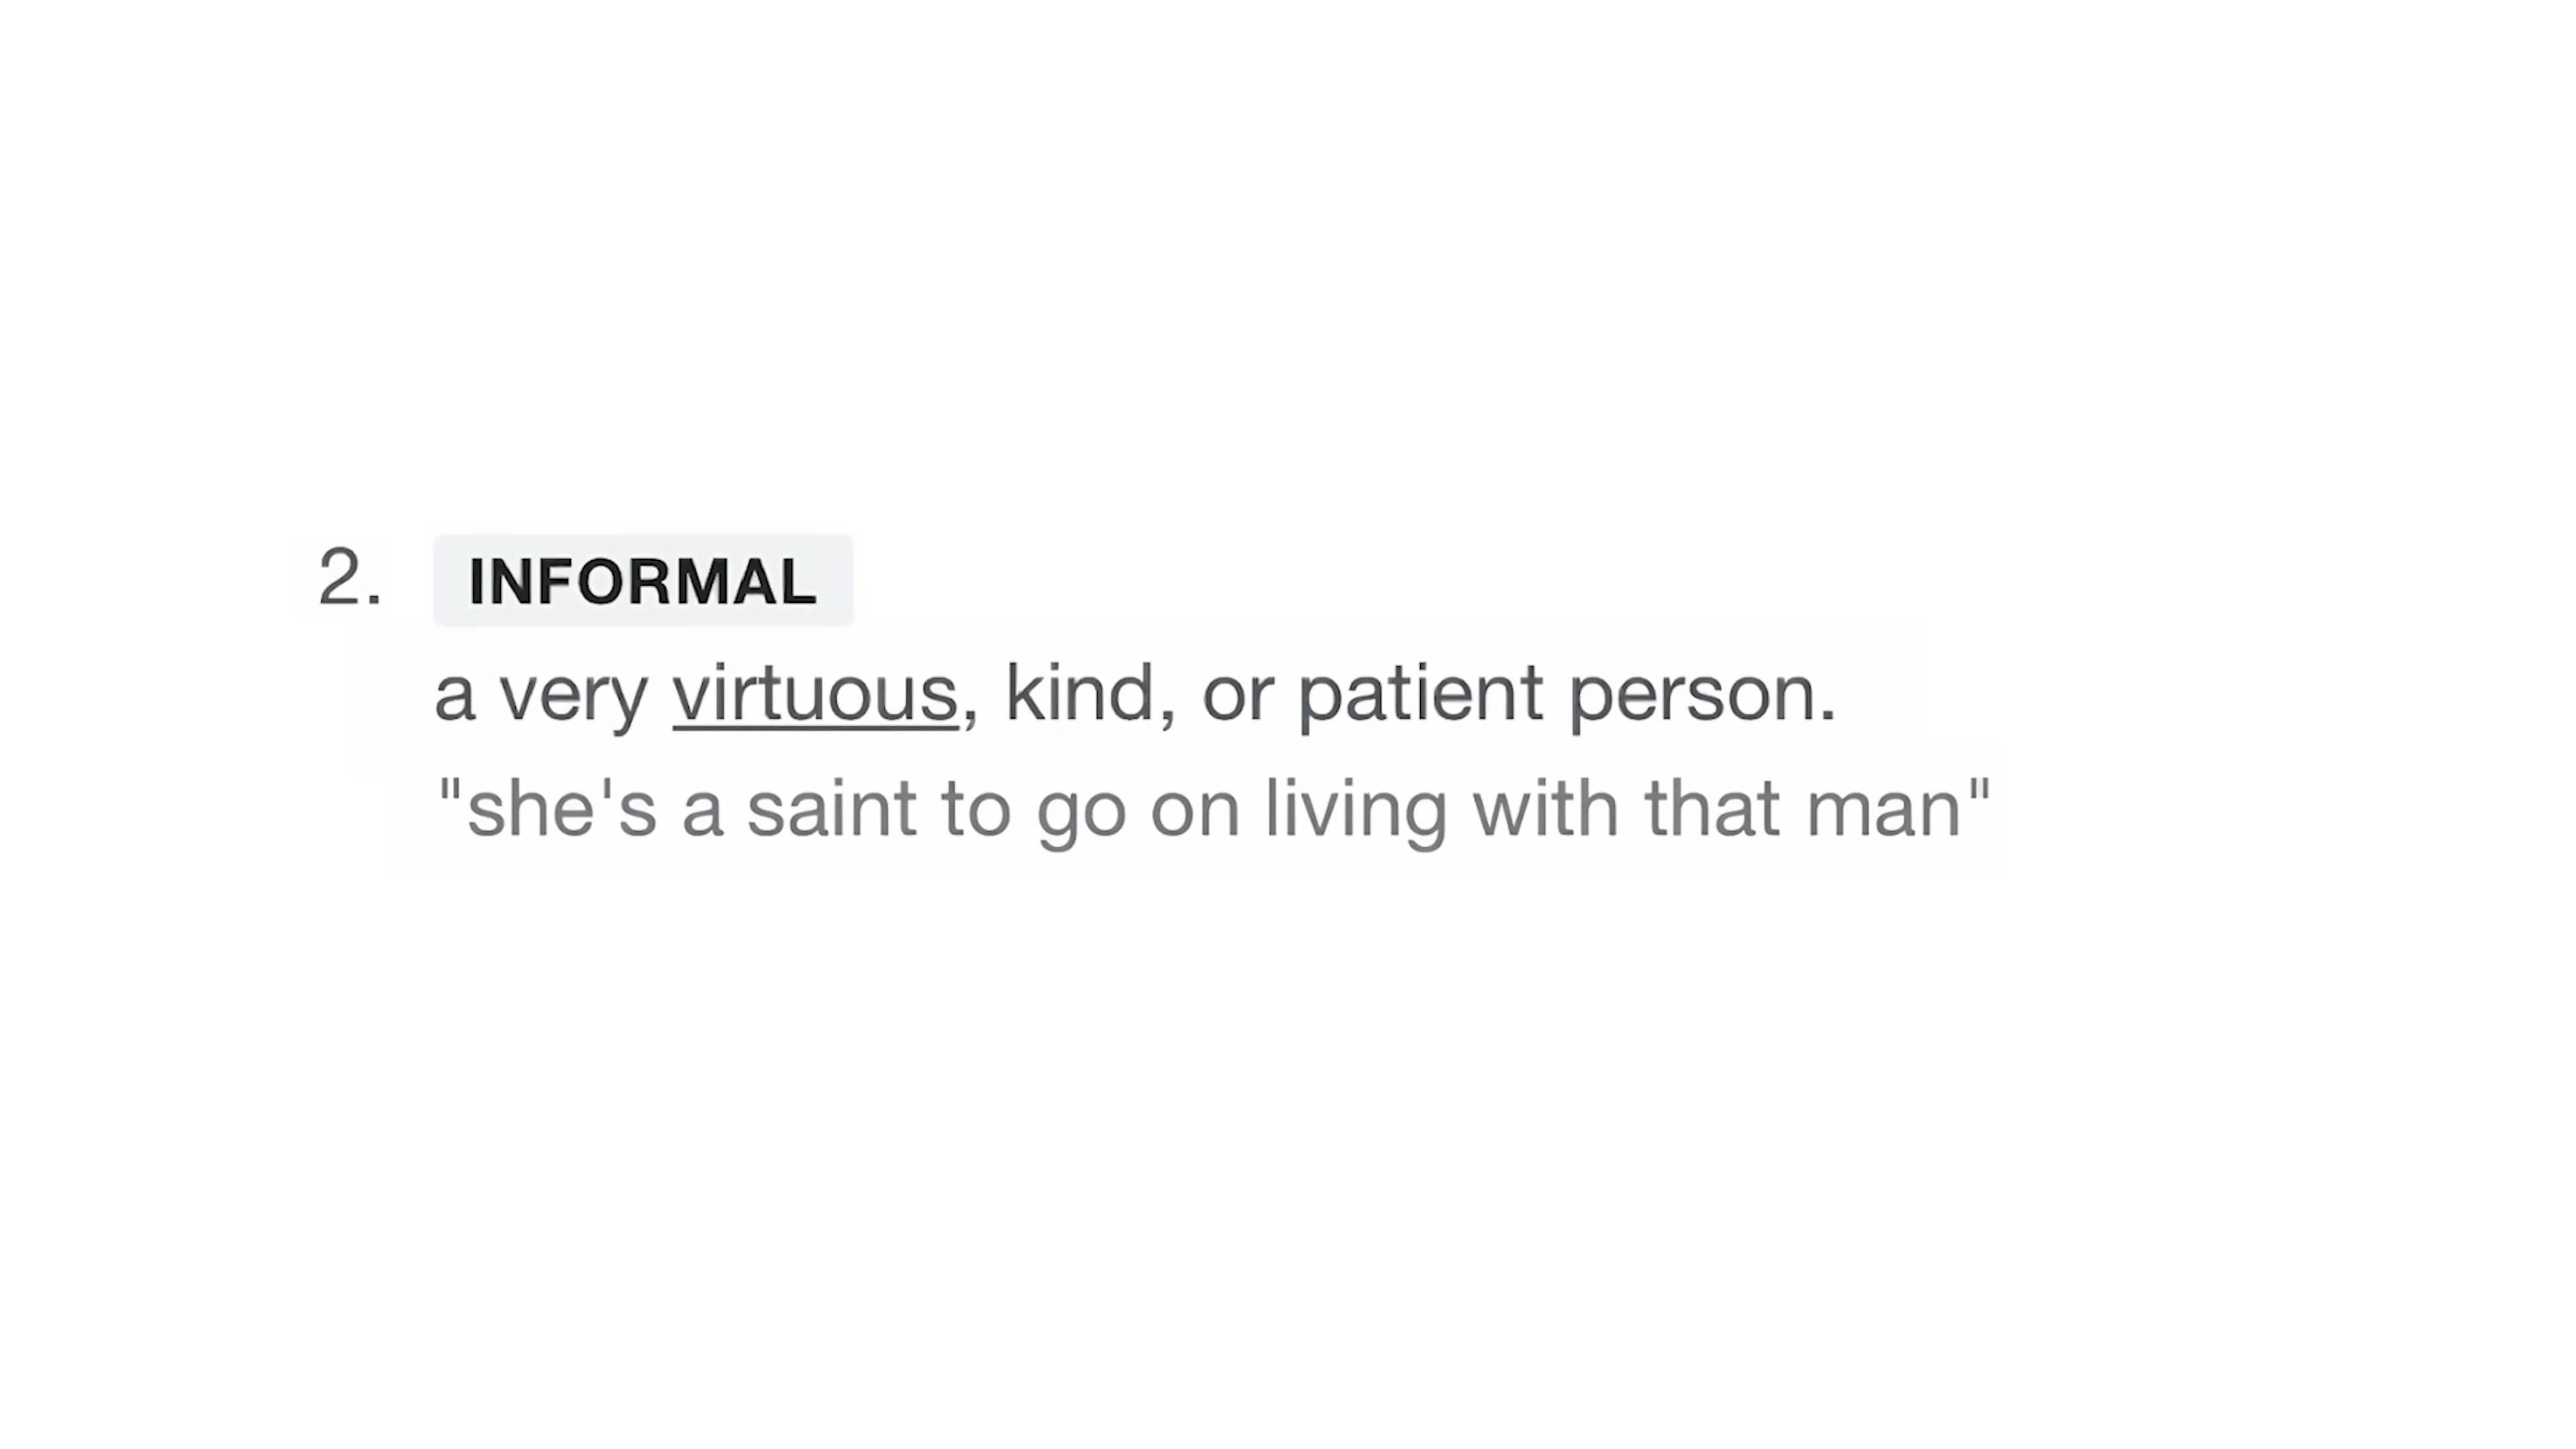 2. INFORMAL
a very virtuous, kind, or patient person.
"she's a saint to go on living with that man"